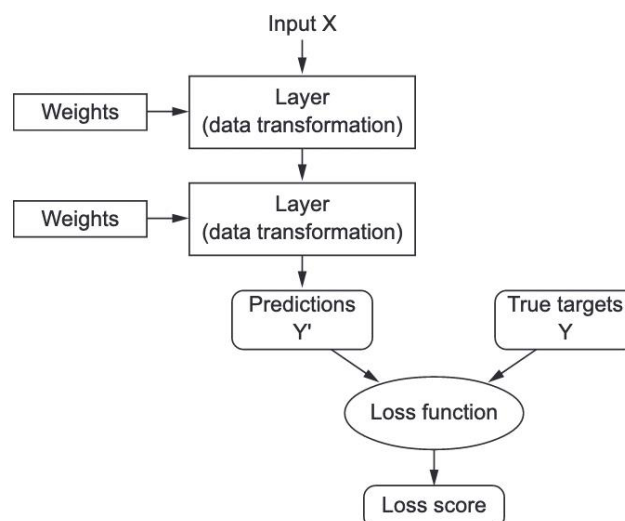 Input X
Weights
Layer
(data transformation)
Weights
Layer
(data transformation)
Predictions
Y'
True targets
Y
Loss function
Loss score